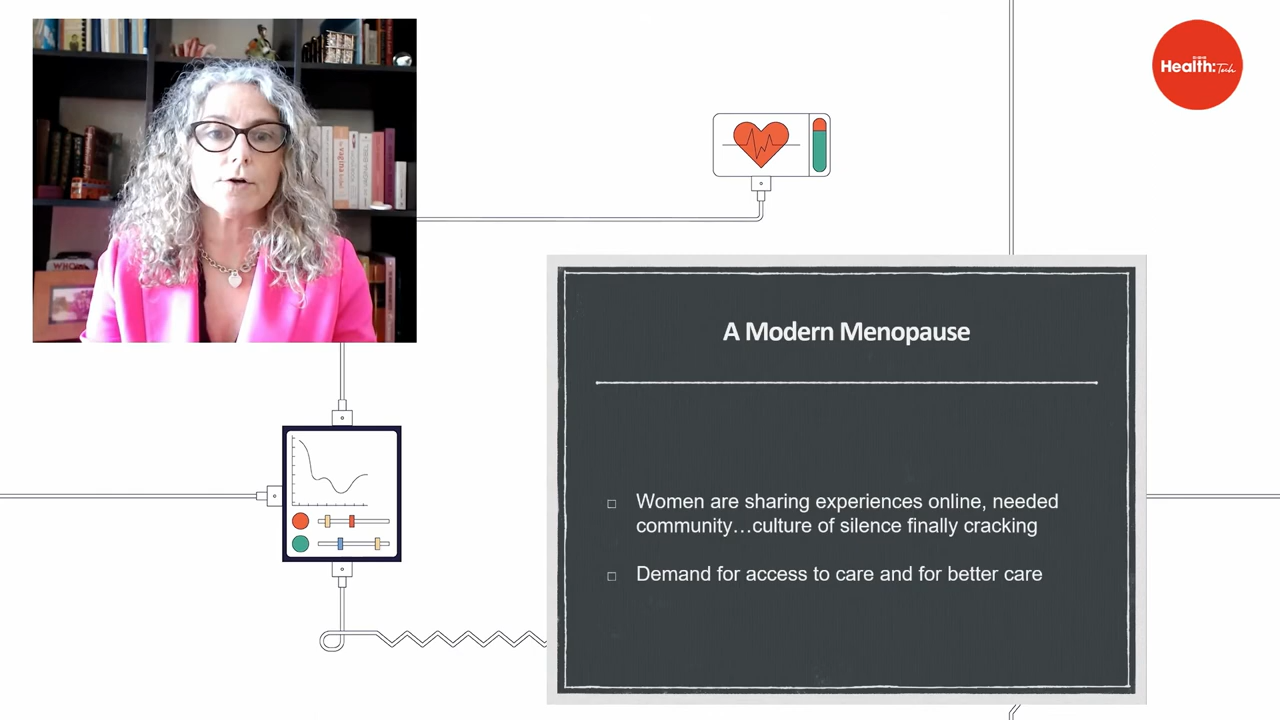 Health:Tech
A Modern Menopause
Women are sharing experiences online, needed
community…culture of silence finally cracking
Demand for access to care and for better care